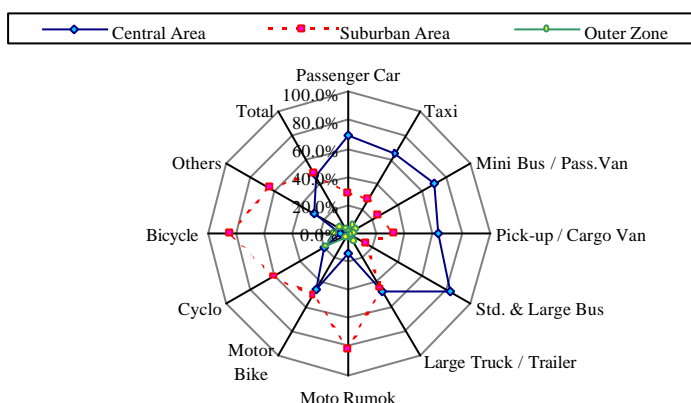 Central Area Suburban Area Outer Zone
Passenger Car
100.0%
Total Taxi
80.0%
Others 60.0% Mini Bus / Pass.Van
40.0%
20.0%
Bicycle 0.0% Pick-up / Cargo Van
Cyclo Std. & Large Bus
Motor
Bike Large Truck / Trailer
Moto Rumok